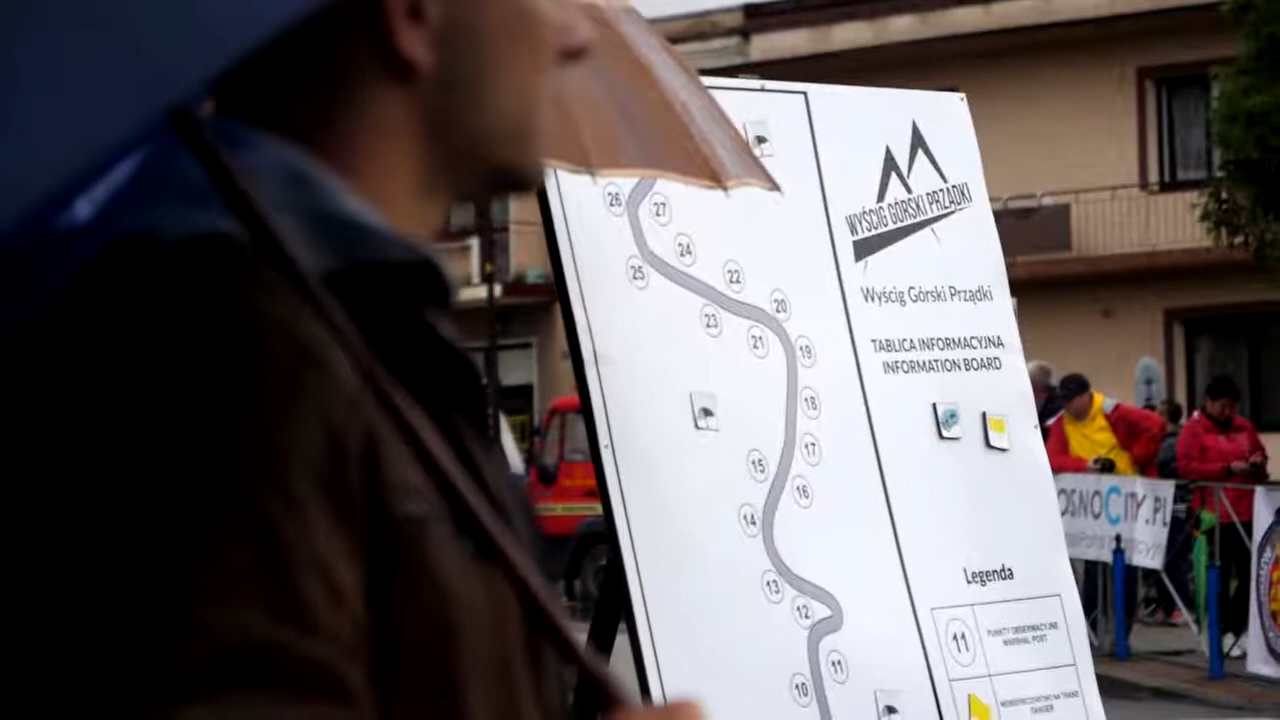 26
27
24
25
22
23
20
21
19
18
17
15
16
14
13
12
11
10
WYŚCIG GÓRSKI PRZĄDKI
Wyścig Górski Prządki
TABLICA INFORMACYJNA
INFORMATION BOARD
Legenda
11
PUNKTY OBSERWACYJNE
MARSHAL POST
NIEBEZPIECZEŃSTWO NA TRASIE
DANGER
OSNOCITY.PL